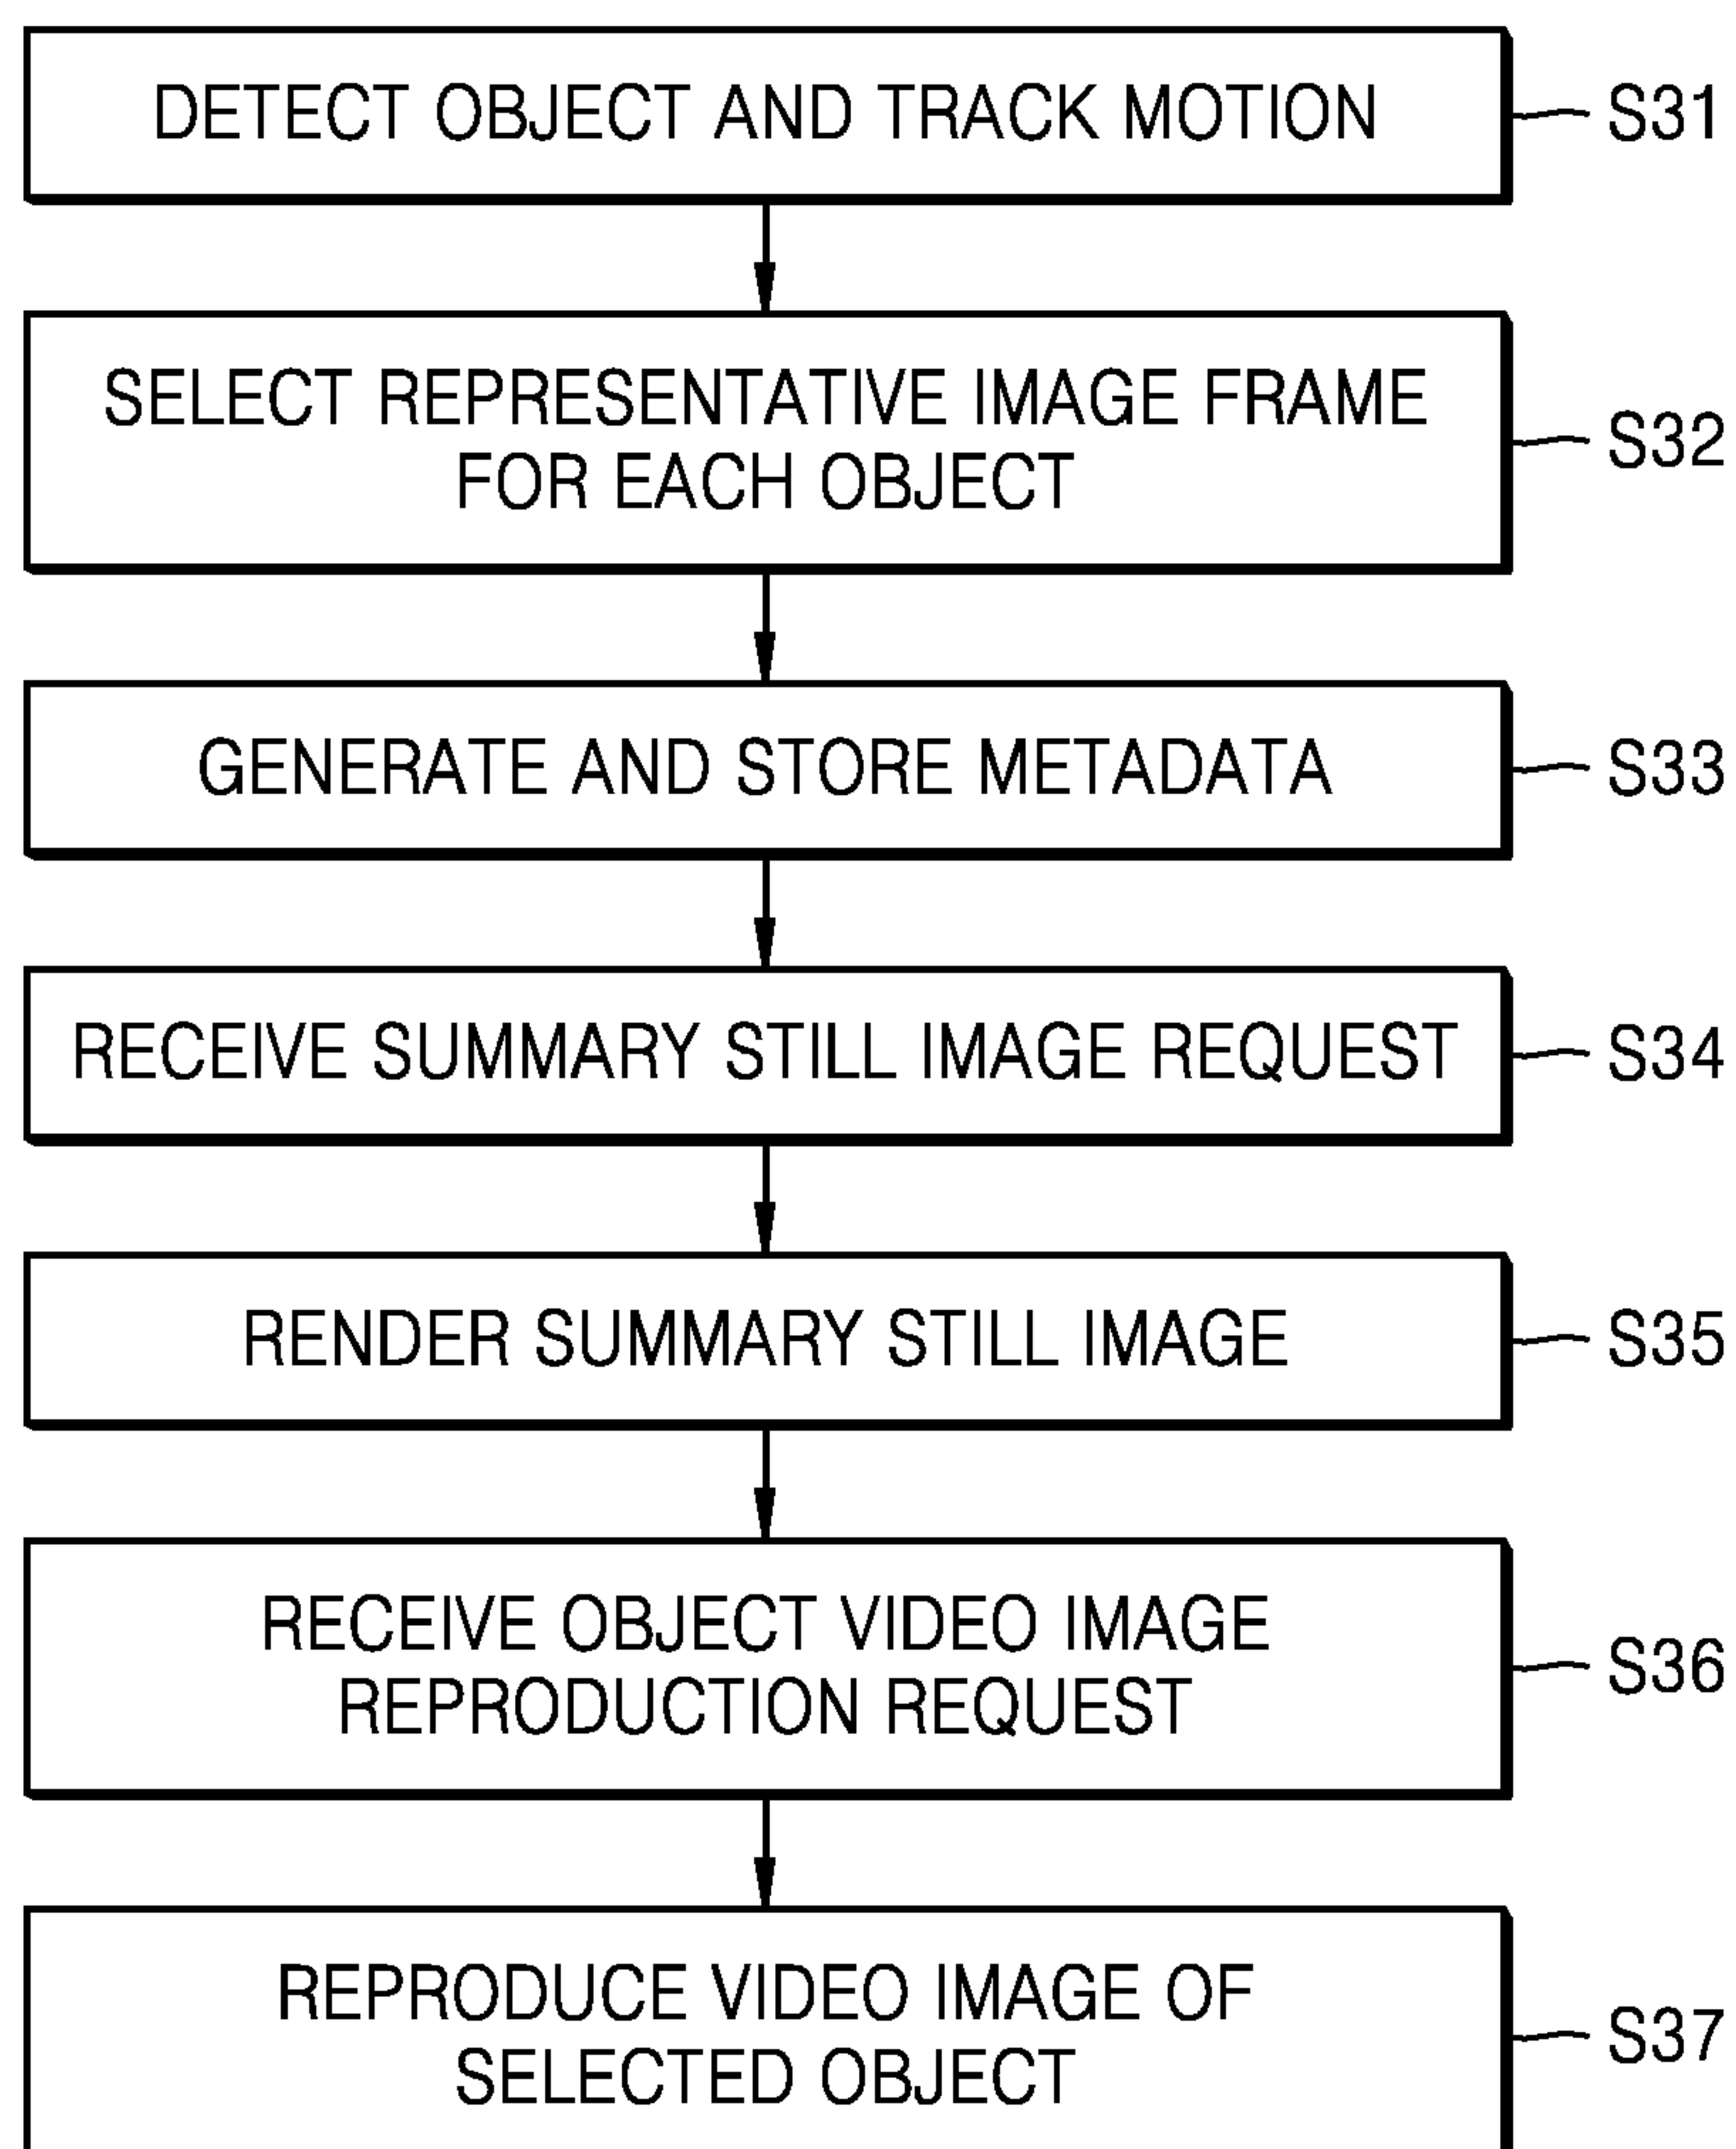 DETECT OBJECT AND TRACK MOTION
S31
SELECT REPRESENTATIVE IMAGE FRAME
FOR EACH OBJECT
S32
GENERATE AND STORE METADATA
S33
RECEIVE SUMMARY STILL IMAGE REQUEST
S34
RENDER SUMMARY STILL IMAGE
S35
RECEIVE OBJECT VIDEO IMAGE
REPRODUCTION REQUEST
S36
REPRODUCE VIDEO IMAGE OF
SELECTED OBJECT
S37